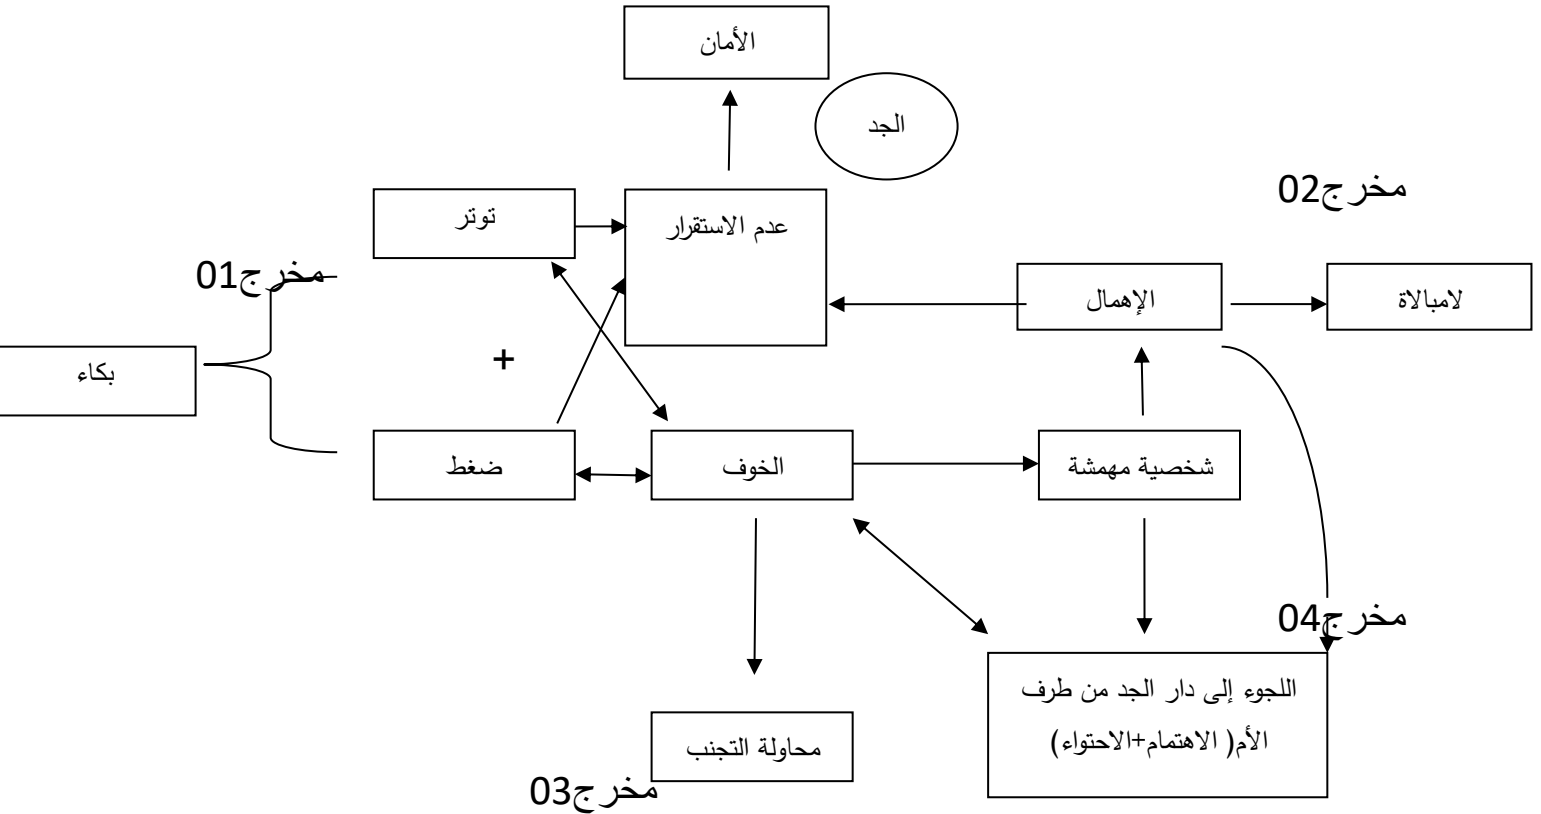 الأمان
الجد
مخرج02
توتر
عدم الاستقرار
مخرج01
الإهمال
لامبالاة
+
بكاء
ضغط
الخوف
شخصية مهمشة
مخرج04
اللجوء إلى دار الجد من طرف
الأم( الاهتمام+الاحتواء)
محاولة التجنب
مخرج03